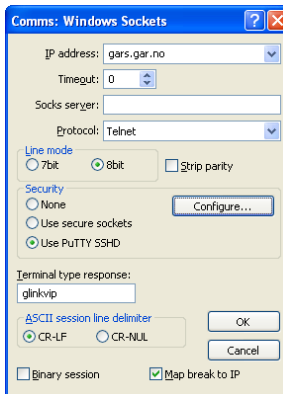 Comms: Windows Sockets
IP address: gars.gar.no
Timeout: 0
Socks server:
Protocol: Telnet
Line mode
7bit 8bit Strip parity
Security
None Configure...
Use secure sockets
Use PuTTY SSHD
Terminal type response:
glinkvip
ASCII session line delimiter
CR-LF CR-NUL OK
Cancel
Binary session Map break to IP